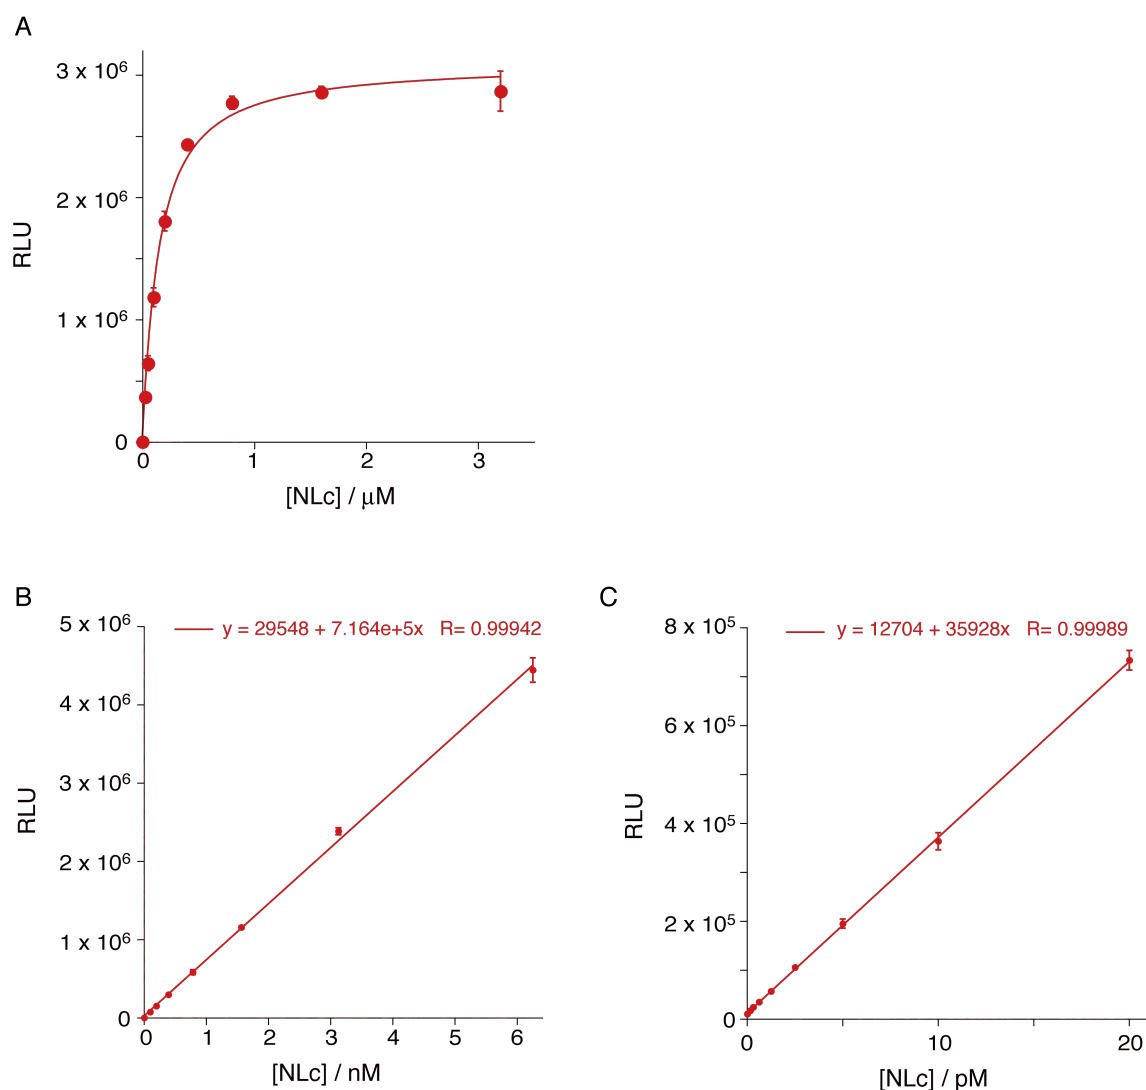 A
3 x 10⁶
2 x 10⁶
1 x 10⁶
0
RLU
0 1 2 3
[NLc] / μM
B
y = 29548 + 7.164e+5x R= 0.99942
5 x 10⁶
4 x 10⁶
3 x 10⁶
2 x 10⁶
1 x 10⁶
0
RLU
0 1 2 3 4 5 6
[NLc] / nM
C
y = 12704 + 35928x R= 0.99989
8 x 10⁵
6 x 10⁵
4 x 10⁵
2 x 10⁵
0
RLU
0 10 20
[NLc] / pM